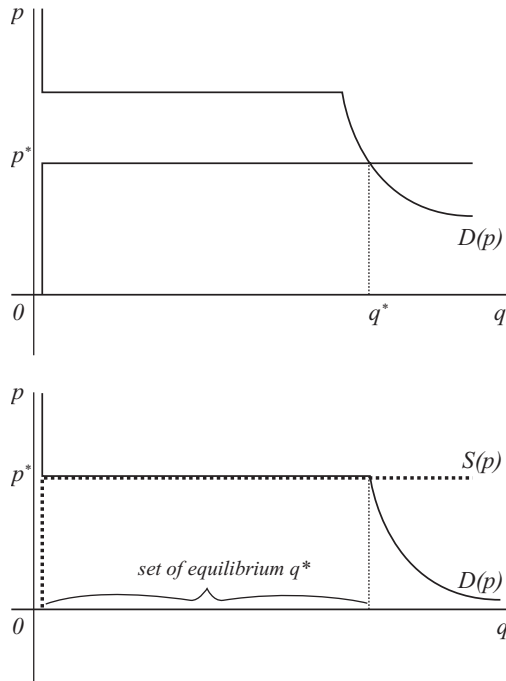 p
p*
D(p)
0
q*
q
p
p*
S(p)
set of equilibrium q*
D(p)
0
q